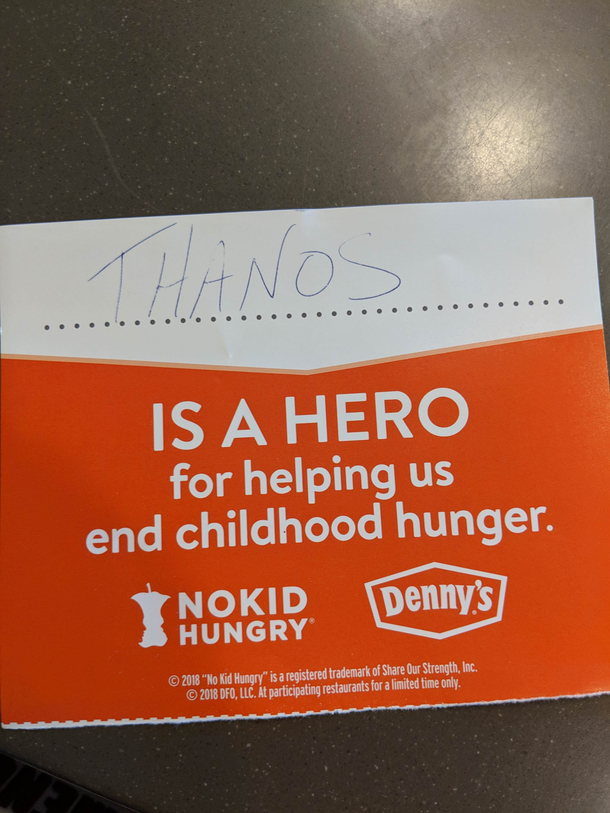 THANOS
IS A HERO
for helping us
end childhood hunger.
NOKID
HUNGRY®
Denny's
© 2018 "No Kid Hungry" is a registered trademark of Share Our Strength, Inc.
© 2018 DFO, LLC. At participating restaurants for a limited time only.